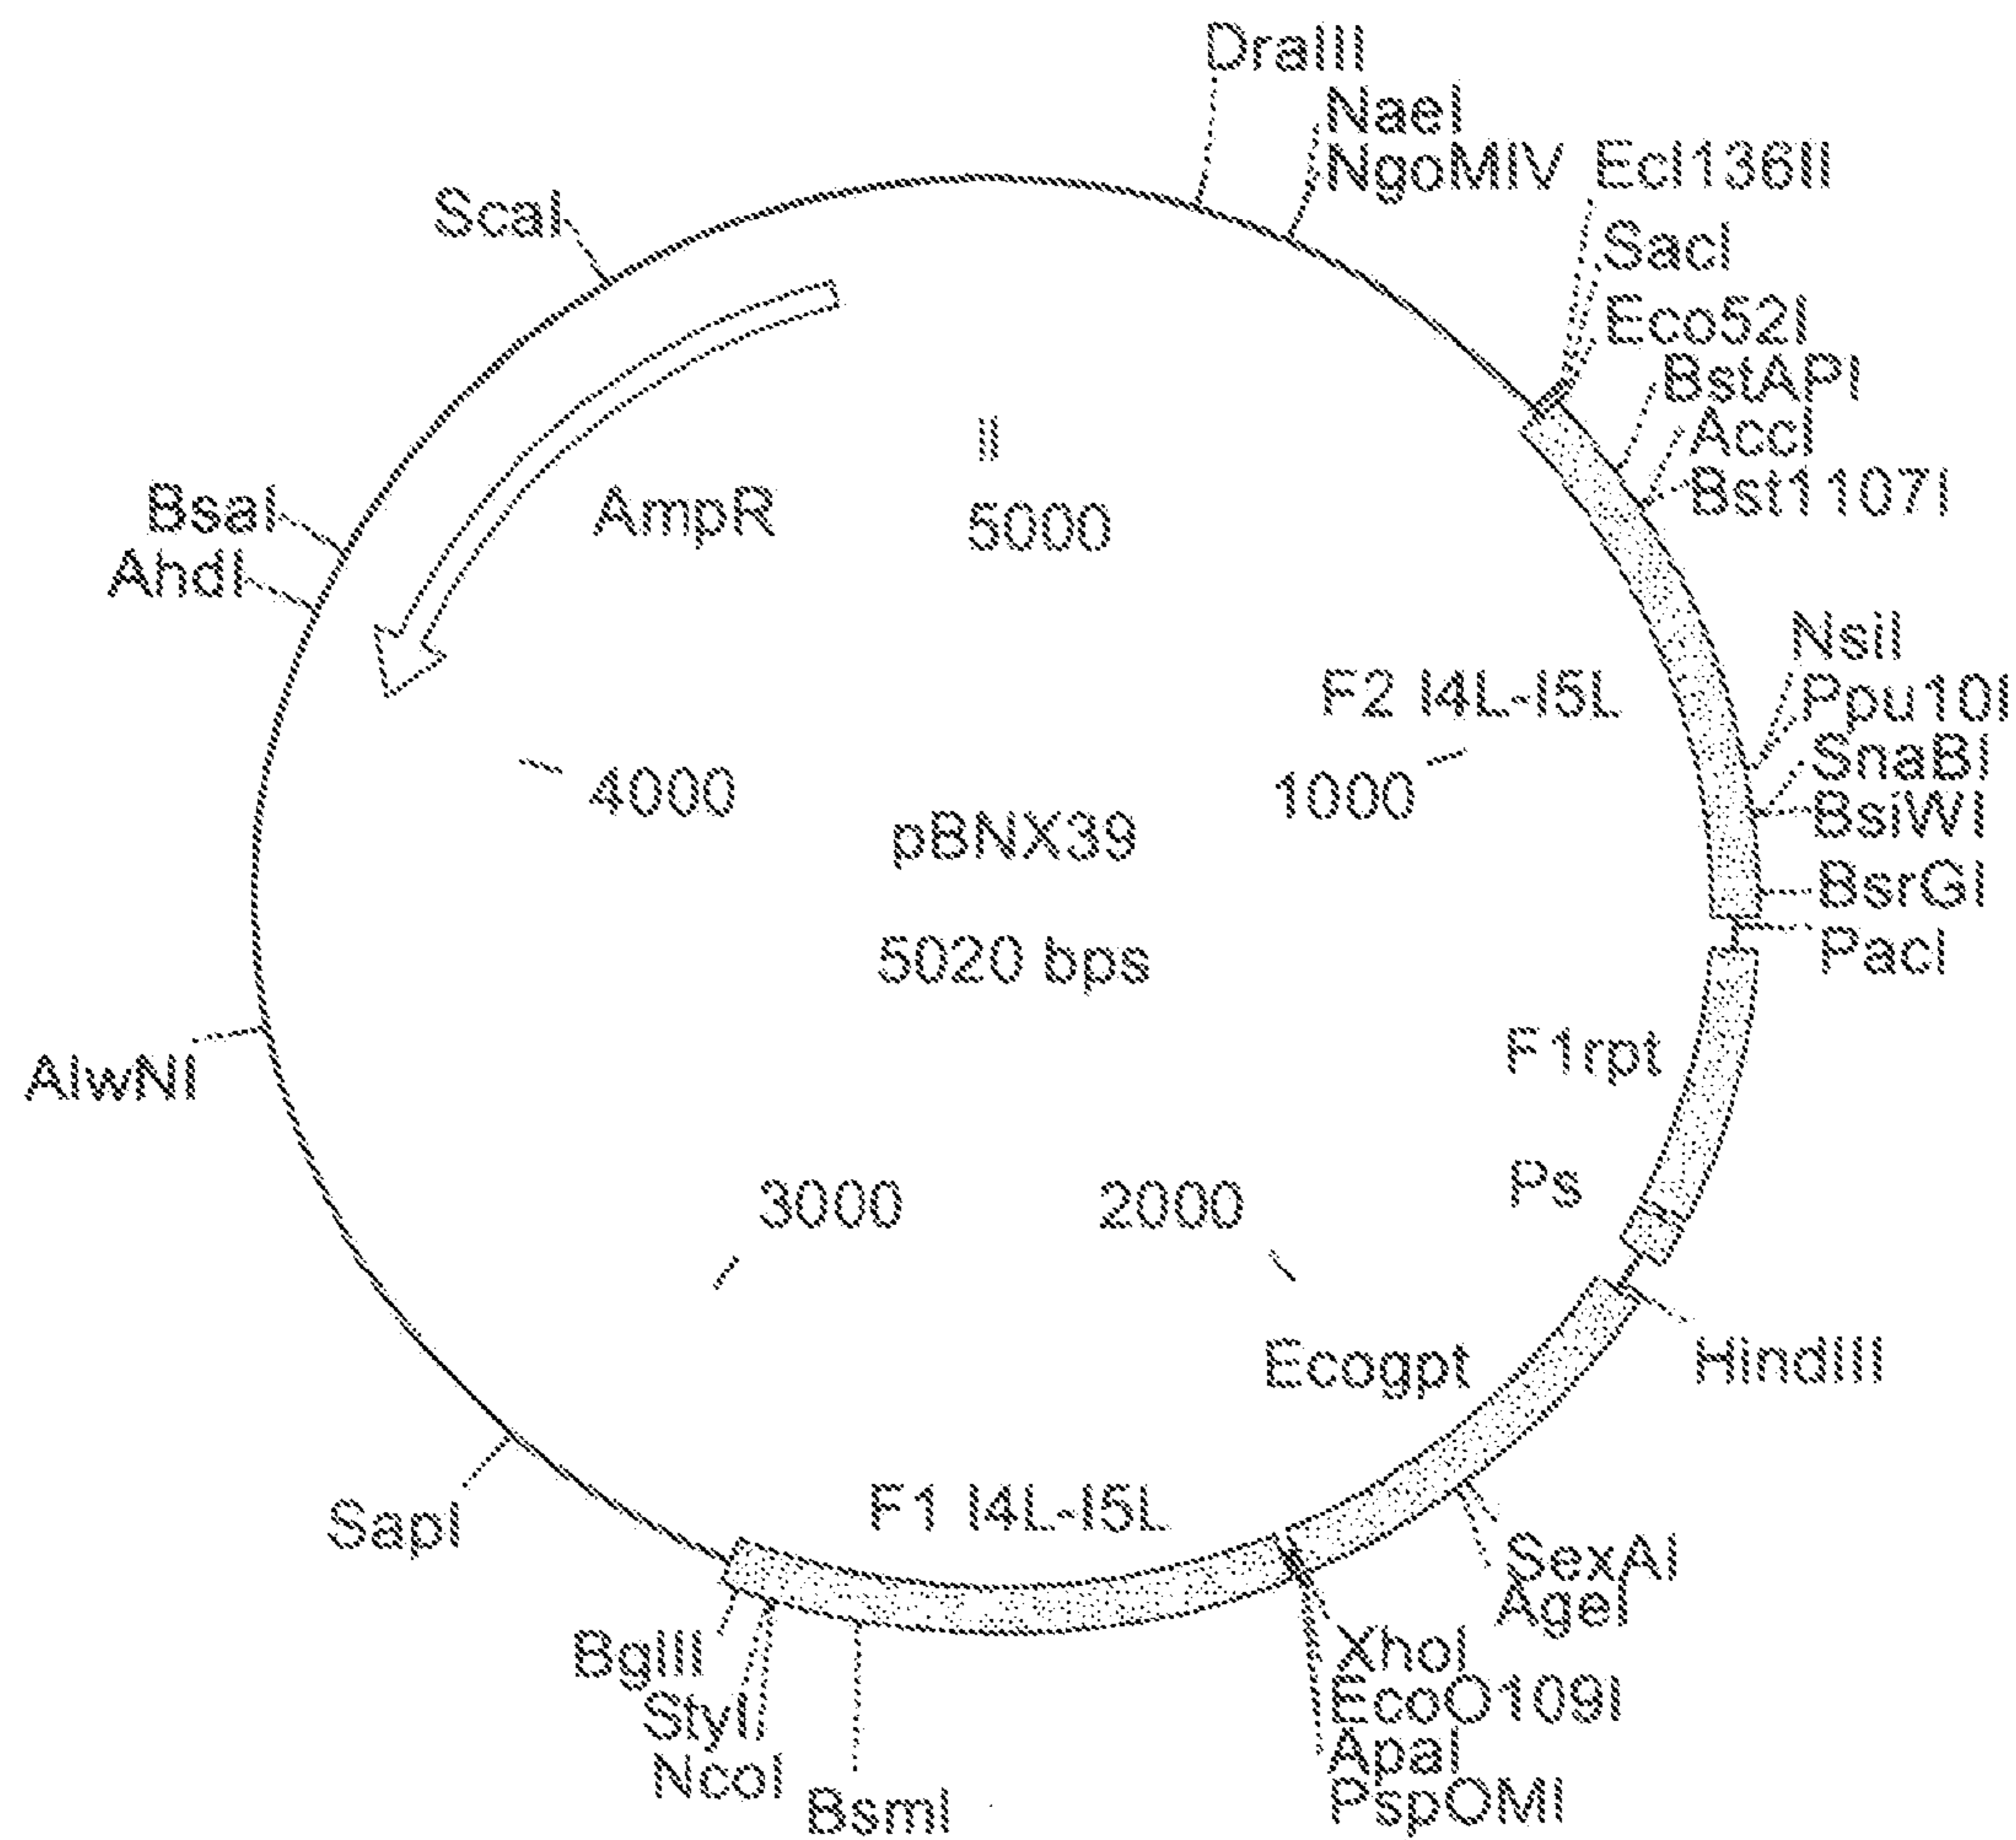 DraIII
NaeI
NgoMIV
Ecl136II
SacI
Eco52I
BstAPI
AccI
Bst1107I
ScaI
AmpR
5000
BsaI
AhdI
NsiI
Ppu10I
SnaBI
BsiWI
BsrGI
PacI
F2 I4L-I5L
1000
4000
pBNX39
5020 bps
F1rpt
Ps
AlwNI
3000
2000
HindIII
Ecogpt
F1 I4L-I5L
SapI
SexAI
AgeI
XhoI
EcoO109I
ApaI
PspOMI
BglII
StyI
NcoI
BsmI